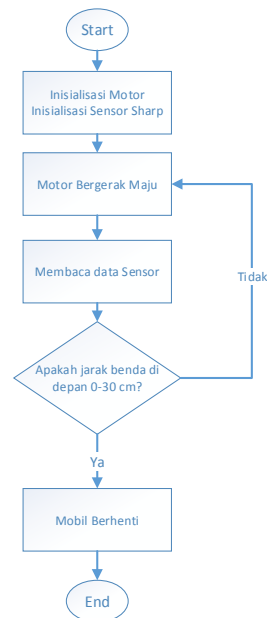 Start
Inisialisasi Motor
Inisialisasi Sensor Sharp
Motor Bergerak Maju
Membaca data Sensor
Tidak
Apakah jarak benda di
depan 0-30 cm?
Ya
Mobil Berhenti
End